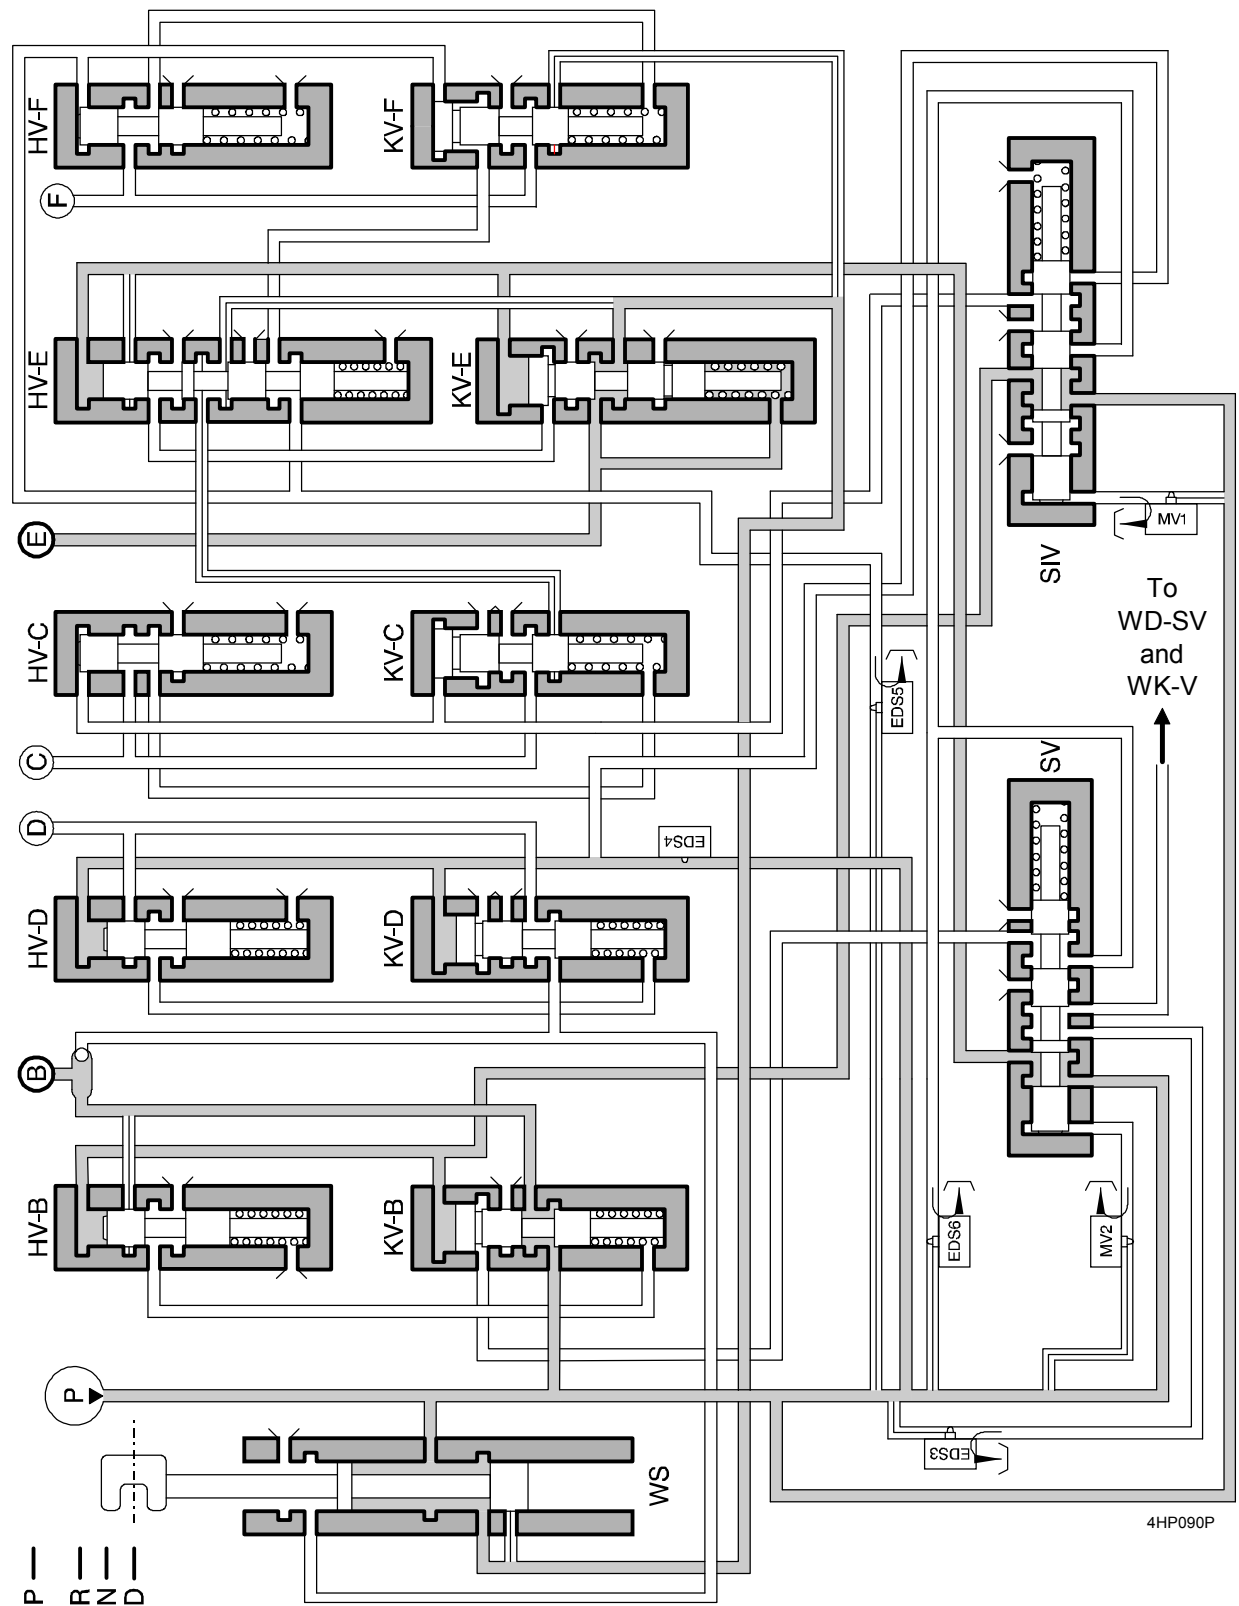 HV-F
KV-F
F
HV-E
KV-E
E
SIV
MV1
HV-C
KV-C
To
WD-SV
and
WK-V
EDS5
C
SV
D
EDS4
HV-D
KV-D
B
HV-B
KV-B
EDS6
MV2
P
EDS3
WS
4HP090P
P
R
N
D